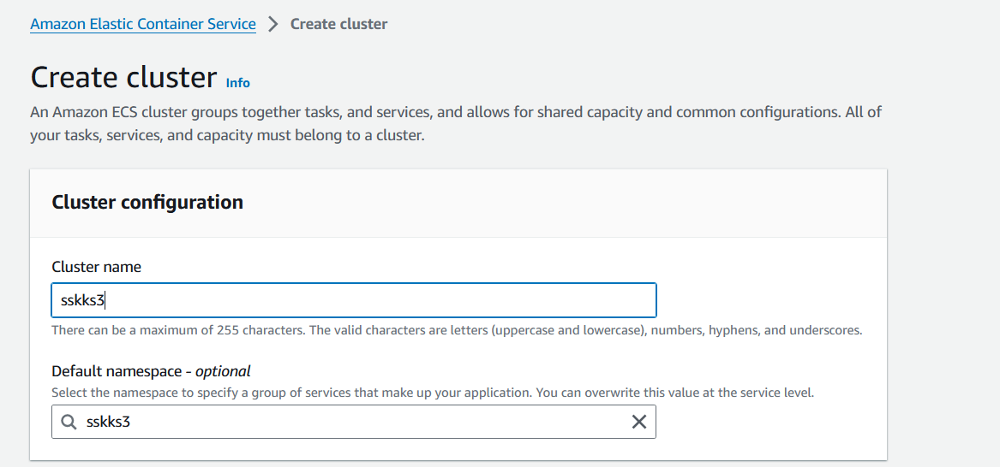 Amazon Elastic Container Service > Create cluster
Create cluster Info
An Amazon ECS cluster groups together tasks, and services, and allows for shared capacity and common configurations. All of
your tasks, services, and capacity must belong to a cluster.
Cluster configuration
Cluster name
sskks3
There can be a maximum of 255 characters. The valid characters are letters (uppercase and lowercase), numbers, hyphens, and underscores.
Default namespace - optional
Select the namespace to specify a group of services that make up your application. You can overwrite this value at the service level.
sskks3